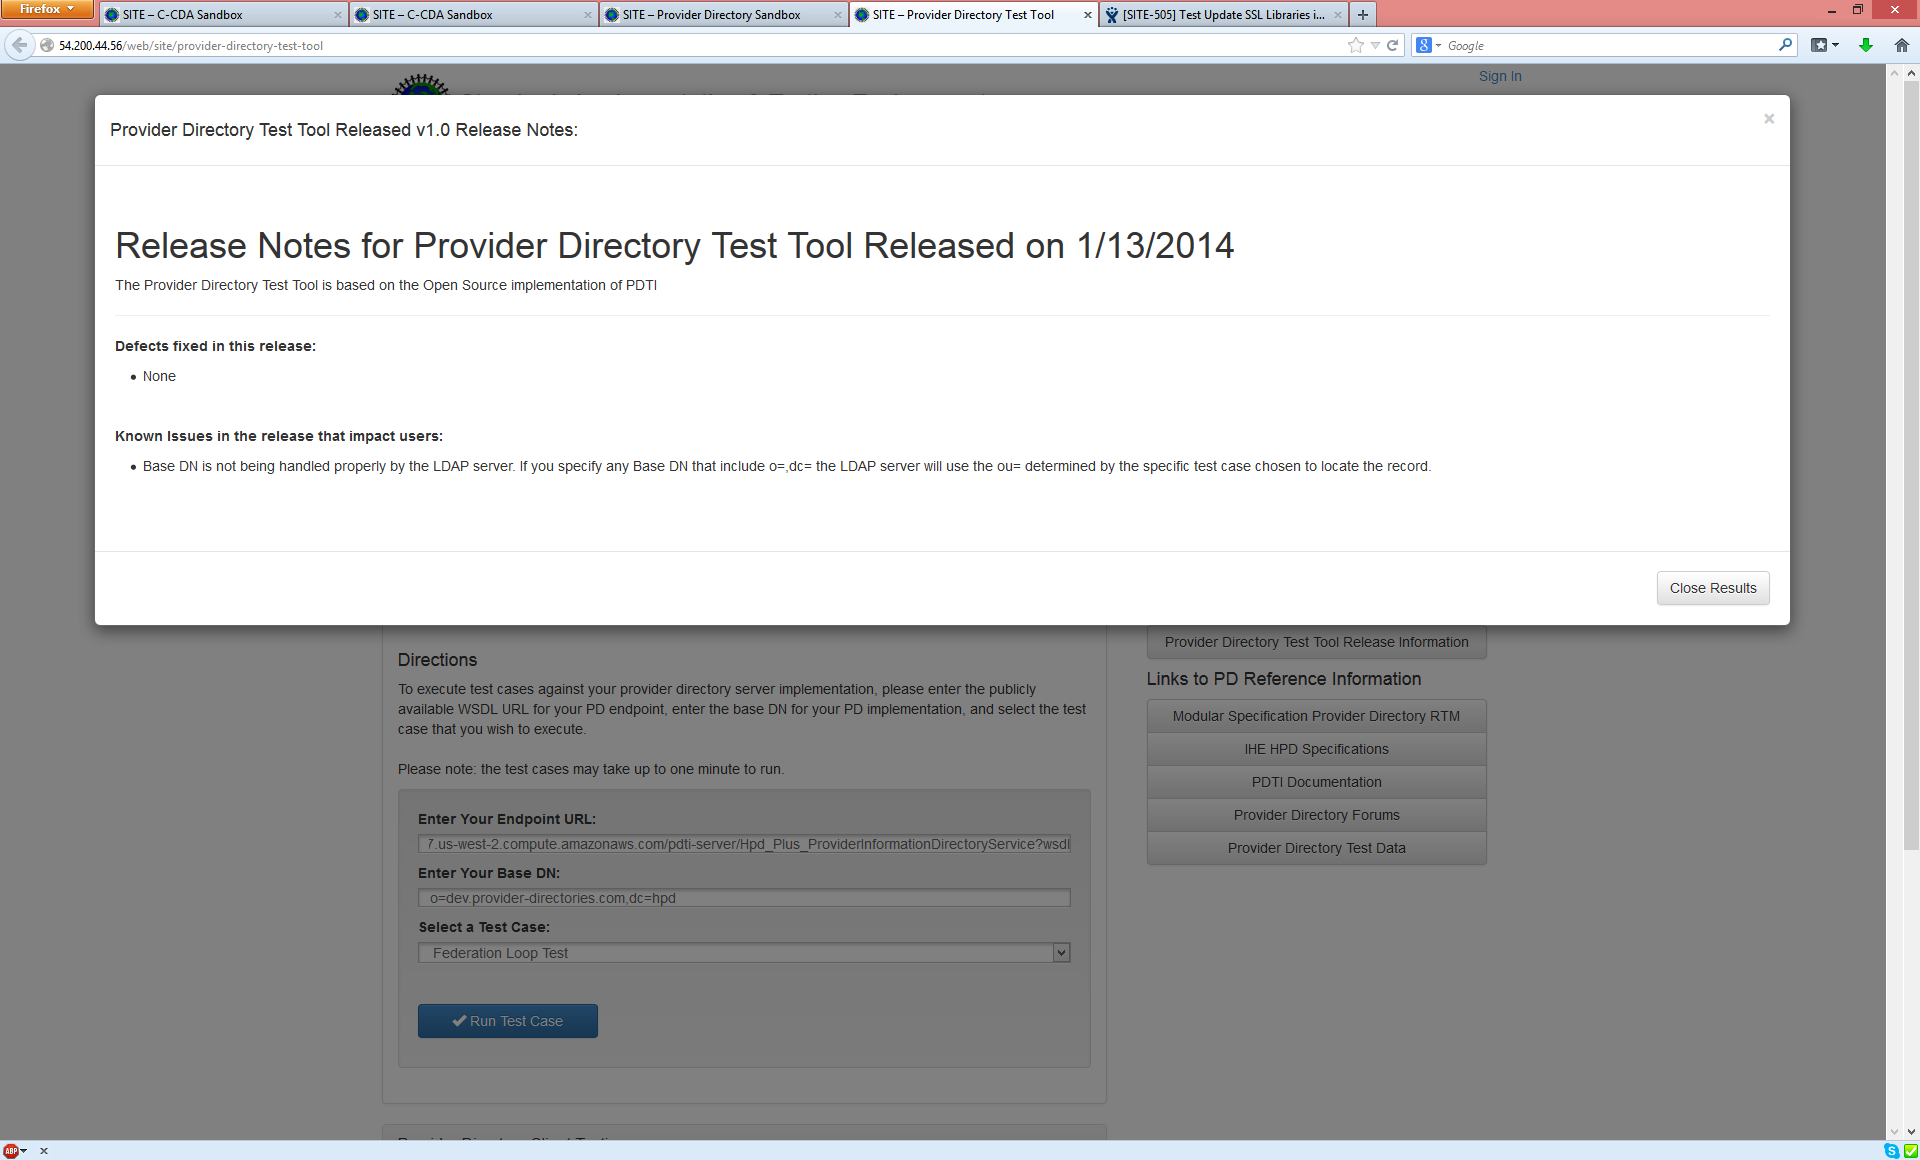 Firefox
SITE – C-CDA Sandbox
SITE – C-CDA Sandbox
SITE – Provider Directory Sandbox
SITE – Provider Directory Test Tool
[SITE-505] Test Update SSL Libraries i...
54.200.44.56/web/site/provider-directory-test-tool
Google
Sign In
Provider Directory Test Tool Released v1.0 Release Notes:
Release Notes for Provider Directory Test Tool Released on 1/13/2014
The Provider Directory Test Tool is based on the Open Source implementation of PDTI
Defects fixed in this release:
• None
Known Issues in the release that impact users:
• Base DN is not being handled properly by the LDAP server. If you specify any Base DN that include o=,dc= the LDAP server will use the ou= determined by the specific test case chosen to locate the record.
Close Results
Directions
To execute test cases against your provider directory server implementation, please enter the publicly
available WSDL URL for your PD endpoint, enter the base DN for your PD implementation, and select the test
case that you wish to execute.
Please note: the test cases may take up to one minute to run.
Enter Your Endpoint URL:
7.us-west-2.compute.amazonaws.com/pdti-server/Hpd_Plus_ProviderInformationDirectoryService?wsdl
Enter Your Base DN:
o=dev.provider-directories.com,dc=hpd
Select a Test Case:
Federation Loop Test
Run Test Case
Provider Directory Test Tool Release Information
Links to PD Reference Information
Modular Specification Provider Directory RTM
IHE HPD Specifications
PDTI Documentation
Provider Directory Forums
Provider Directory Test Data
ABP